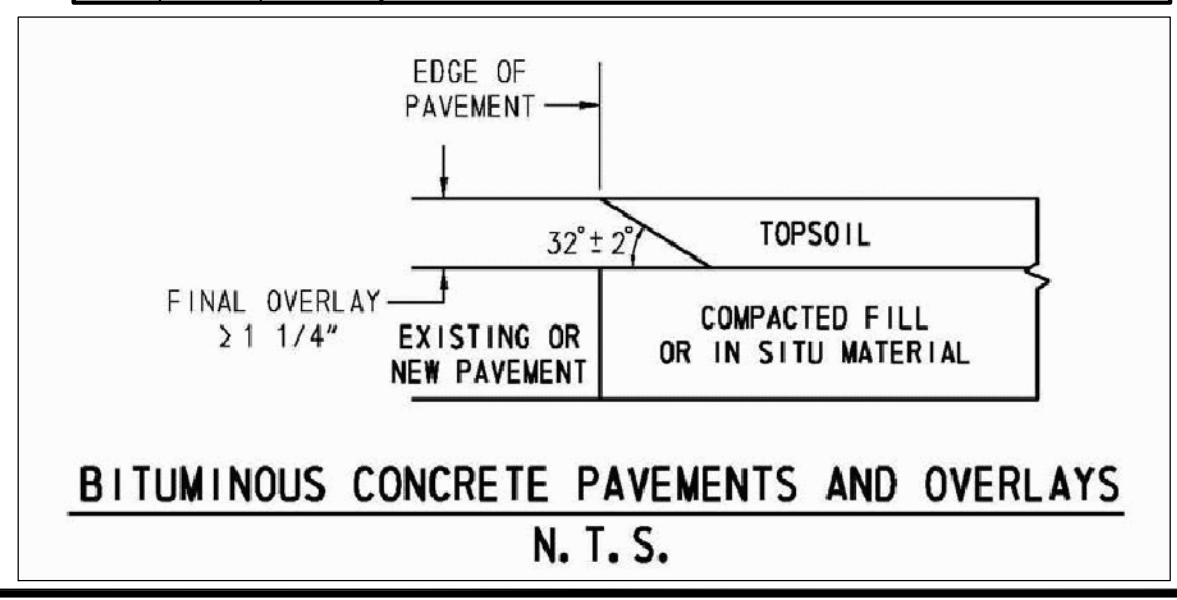 EDGE OF
PAVEMENT
32°± 2°
TOPSOIL
FINAL OVERLAY
≥ 1 1/4"
EXISTING OR
NEW PAVEMENT
COMPACTED FILL
OR IN SITU MATERIAL
BITUMINOUS CONCRETE PAVEMENTS AND OVERLAYS
N. T. S.